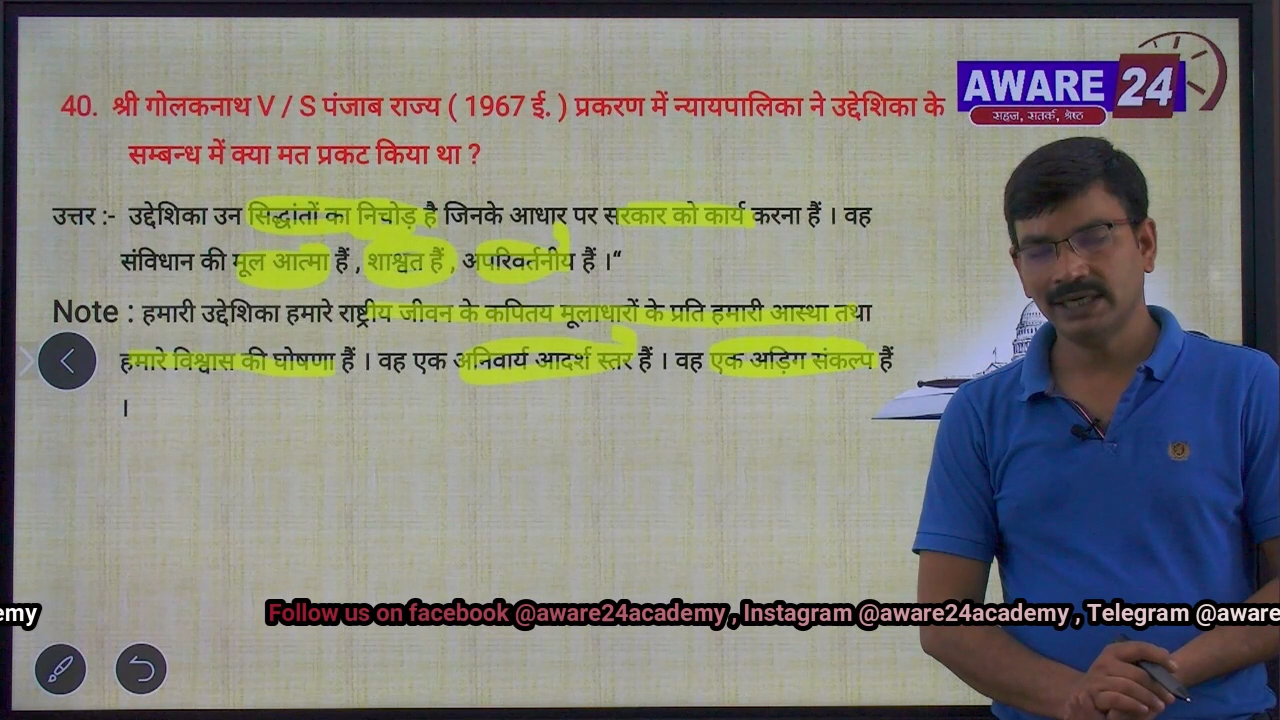 AWARE 24
सहज, सतर्क, श्रेष्ठ
40. श्री गोलकनाथ V / S पंजाब राज्य ( 1967 ई. ) प्रकरण में न्यायपालिका ने उद्देशिका के
सम्बन्ध में क्या मत प्रकट किया था ?
उत्तर :- उद्देशिका उन सिद्धांतों का निचोड़ है जिनके आधार पर सरकार को कार्य करना हैं । वह
संविधान की मूल आत्मा हैं , शाश्वत हैं , अपरिवर्तनीय हैं ।“
Note : हमारी उद्देशिका हमारे राष्ट्रीय जीवन के कपितय मूलाधारों के प्रति हमारी आस्था तथा
हमारे विश्वास की घोषणा हैं । वह एक अनिवार्य आदर्श स्तर हैं । वह एक अड़िग संकल्प हैं
।
emy Follow us on facebook @aware24academy , Instagram @aware24academy , Telegram @aware